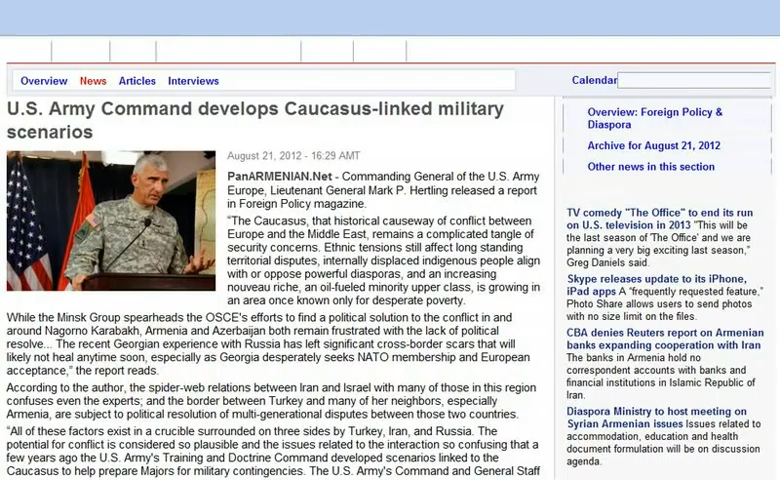 Overview News Articles Interviews
Calendar
U.S. Army Command develops Caucasus-linked military
scenarios
August 21, 2012 - 16:29 AMT
PanARMENIAN.Net - Commanding General of the U.S. Army
Europe, Lieutenant General Mark P. Hertling released a report
in Foreign Policy magazine.
“The Caucasus, that historical causeway of conflict between
Europe and the Middle East, remains a complicated tangle of
security concerns. Ethnic tensions still affect long standing
territorial disputes, internally displaced indigenous people align
with or oppose powerful diasporas, and an increasing
nouveau riche, an oil-fueled minority upper class, is growing in
an area once known only for desperate poverty.
While the Minsk Group spearheads the OSCE's efforts to find a political solution to the conflict in and
around Nagorno Karabakh, Armenia and Azerbaijan both remain frustrated with the lack of political
resolve... The recent Georgian experience with Russia has left significant cross-border scars that will
likely not heal anytime soon, especially as Georgia desperately seeks NATO membership and European
acceptance,” the report reads.
According to the author, the spider-web relations between Iran and Israel with many of those in this region
confuses even the experts; and the border between Turkey and many of her neighbors, especially
Armenia, are subject to political resolution of multi-generational disputes between those two countries.
“All of these factors exist in a crucible surrounded on three sides by Turkey, Iran, and Russia. The
potential for conflict is considered so plausible and the issues related to the interaction so confusing that a
few years ago the U.S. Army's Training and Doctrine Command developed scenarios linked to the
Caucasus to help prepare Majors for military contingencies. The U.S. Army's Command and General Staff
Overview: Foreign Policy &
Diaspora
Archive for August 21, 2012
Other news in this section
TV comedy "The Office" to end its run
on U.S. television in 2013 "This will be
the last season of 'The Office' and we are
planning a very big exciting last season,”
Greg Daniels said.
Skype releases update to its iPhone,
iPad apps A “frequently requested feature,”
Photo Share allows users to send photos
with no size limit on the files.
CBA denies Reuters report on Armenian
banks expanding cooperation with Iran
The banks in Armenia hold no
correspondent accounts with banks and
financial institutions in Islamic Republic of
Iran.
Diaspora Ministry to host meeting on
Syrian Armenian issues Issues related to
accommodation, education and health
document formulation will be on discussion
agenda.